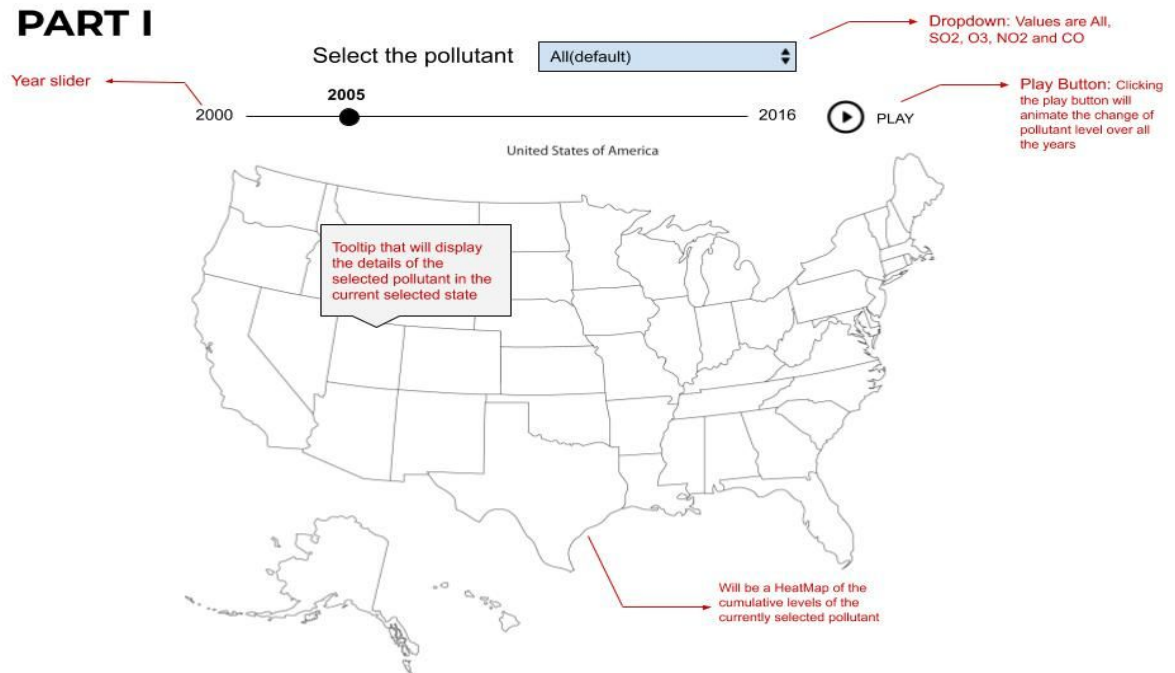 PART I
Select the pollutant
All(default)
Dropdown: Values are All,
SO2, O3, NO2 and CO
Year slider
2000
2005
2016
PLAY
Play Button: Clicking
the play button will
animate the change of
pollutant level over all
the years
United States of America
Tooltip that will display
the details of the
selected pollutant in the
current selected state
Will be a HeatMap of the
cumulative levels of the
currently selected pollutant